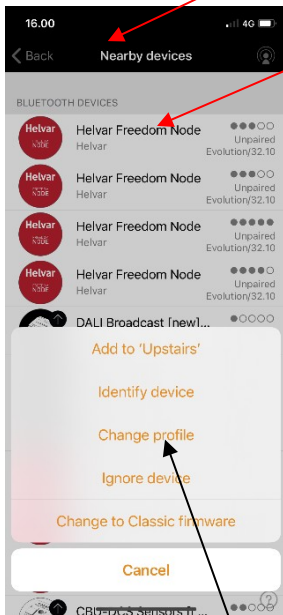 16.00
4G
Back
Nearby devices
BLUETOOTH DEVICES
Helvar
NODE
Helvar Freedom Node
Helvar
Unpaired
Evolution/32.10
Helvar
NODE
Helvar Freedom Node
Helvar
Unpaired
Evolution/32.10
Helvar
NODE
Helvar Freedom Node
Helvar
Unpaired
Evolution/32.10
Helvar
NODE
Helvar Freedom Node
Helvar
Unpaired
Evolution/32.10
DALI Broadcast [new]...
Add to 'Upstairs'
Identify device
Change profile
Ignore device
Change to Classic firmware
Cancel
CBU-DCS Sensors
?